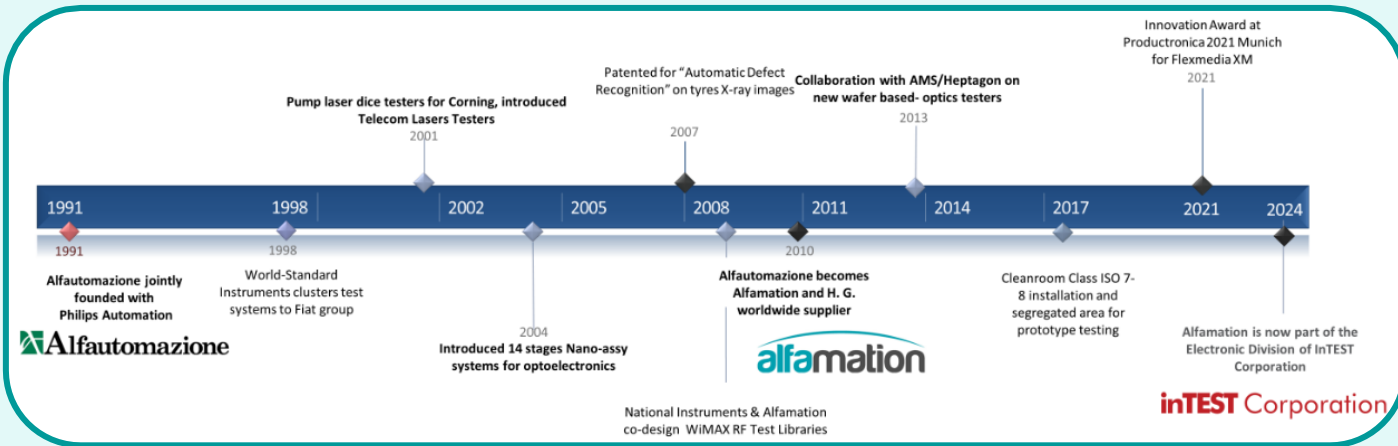 Innovation Award at
Productronica 2021 Munich
for Flexmedia XM
2021
Patented for “Automatic Defect
Recognition” on tyres X-ray images
2007
Collaboration with AMS/Heptagon on
new wafer based- optics testers
2013
Pump laser dice testers for Corning, introduced
Telecom Lasers Testers
2001
1991 1998 2002 2005 2008 2011 2014 2017 2021 2024
1991
Alfautomazione jointly
founded with
Philips Automation
Alfautomazione
1998
World-Standard
Instruments clusters test
systems to Fiat group
2004
Introduced 14 stages Nano-assy
systems for optoelectronics
National Instruments & Alfamation
co-design WiMAX RF Test Libraries
2010
Alfautomazione becomes
Alfamation and H. G.
worldwide supplier
alfamation
Cleanroom Class ISO 7-
8 installation and
segregated area for
prototype testing
Alfamation is now part of the
Electronic Division of InTEST
Corporation
inTEST Corporation